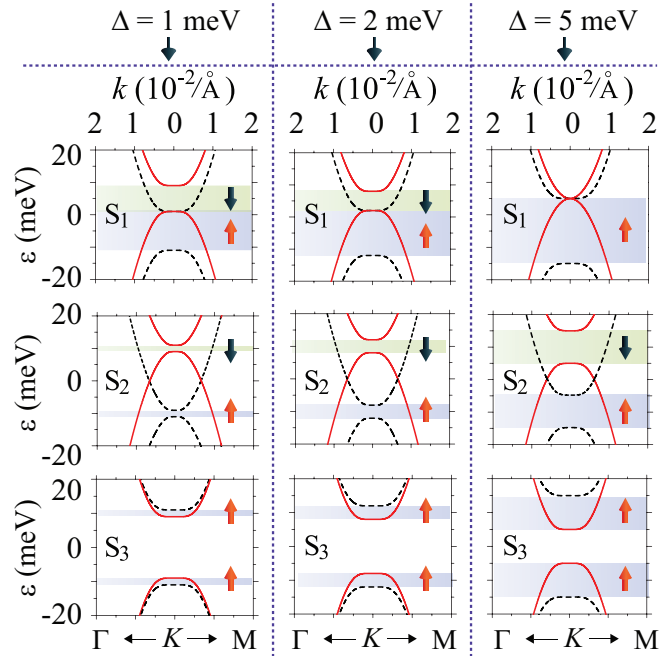 Δ = 1 meV Δ = 2 meV Δ = 5 meV
k (10⁻²/Å) k (10⁻²/Å) k (10⁻²/Å)
2 1 0 1 2 2 1 0 1 2 2 1 0 1 2
20
0
-20
ε (meV)
S₁ S₁ S₁
20
0
-20
ε (meV)
S₂ S₂ S₂
20
0
-20
ε (meV)
S₃ S₃ S₃
Γ ← K → M Γ ← K → M Γ ← K → M